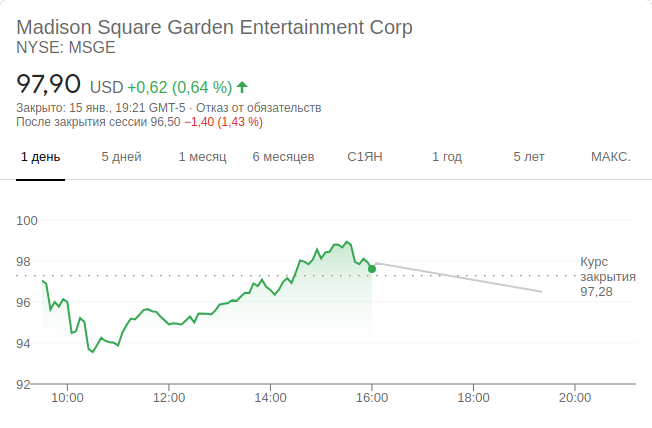 Madison Square Garden Entertainment Corp
NYSE: MSGE
97,90 USD +0,62 (0,64 %)
Закрыто: 15 янв., 19:21 GMT-5 · Отказ от обязательств
После закрытия сессии 96,50 −1,40 (1,43 %)
1 день 5 дней 1 месяц 6 месяцев С1ЯН 1 год 5 лет МАКС.
100
98
96
94
92
Курс
закрытия
97,28
10:00 12:00 14:00 16:00 18:00 20:00